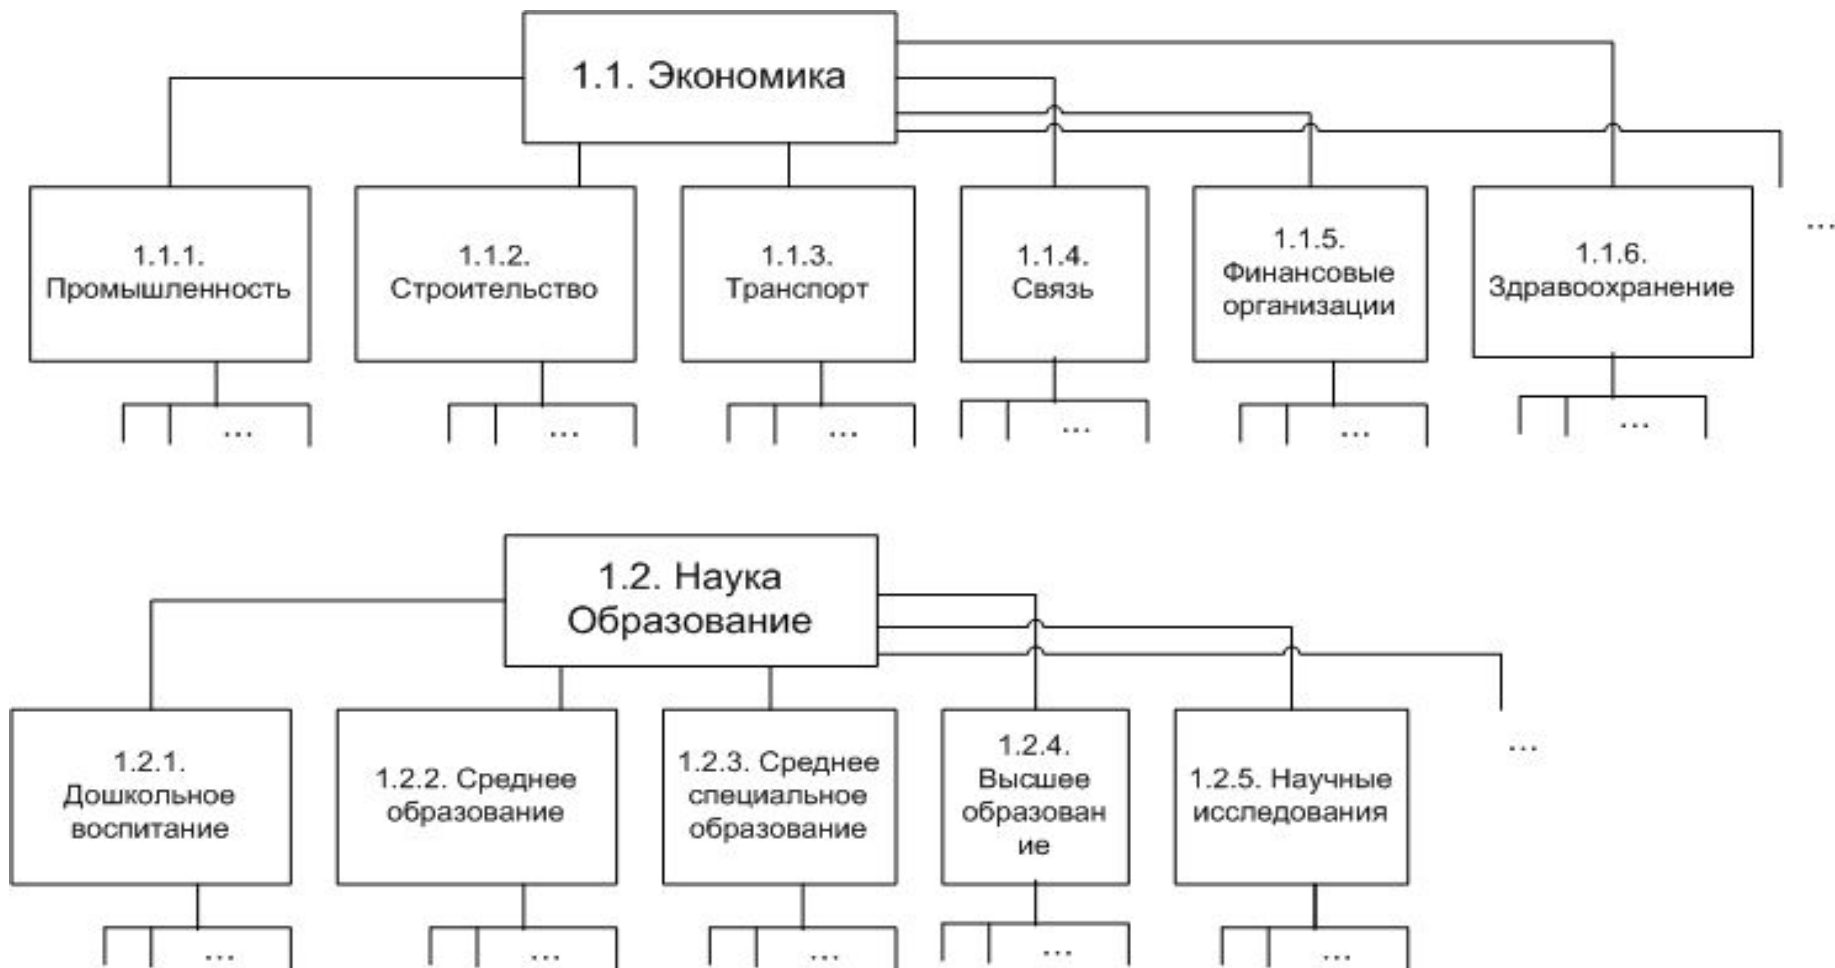 1.1. Экономика
1.1.1.
Промышленность
1.1.2.
Строительство
1.1.3.
Транспорт
1.1.4.
Связь
1.1.5.
Финансовые
организации
1.1.6.
Здравоохранение
...
...
...
...
...
...
...
1.2. Наука
Образование
1.2.1.
Дошкольное
воспитание
1.2.2. Среднее
образование
1.2.3. Среднее
специальное
образование
1.2.4.
Высшее
образован
ие
1.2.5. Научные
исследования
...
...
...
...
...
...